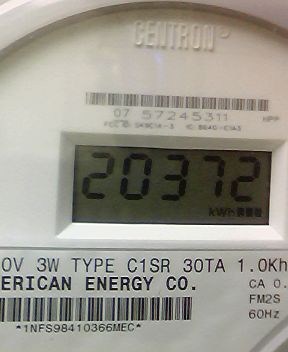 CENTRON®
07 57245311 HPP
20372
kWh
0V 3W TYPE C1SR 30TA 1.0Kh
ERICAN ENERGY CO. CA 0.
FM2S
60Hz
*1NFS98410366MEC*